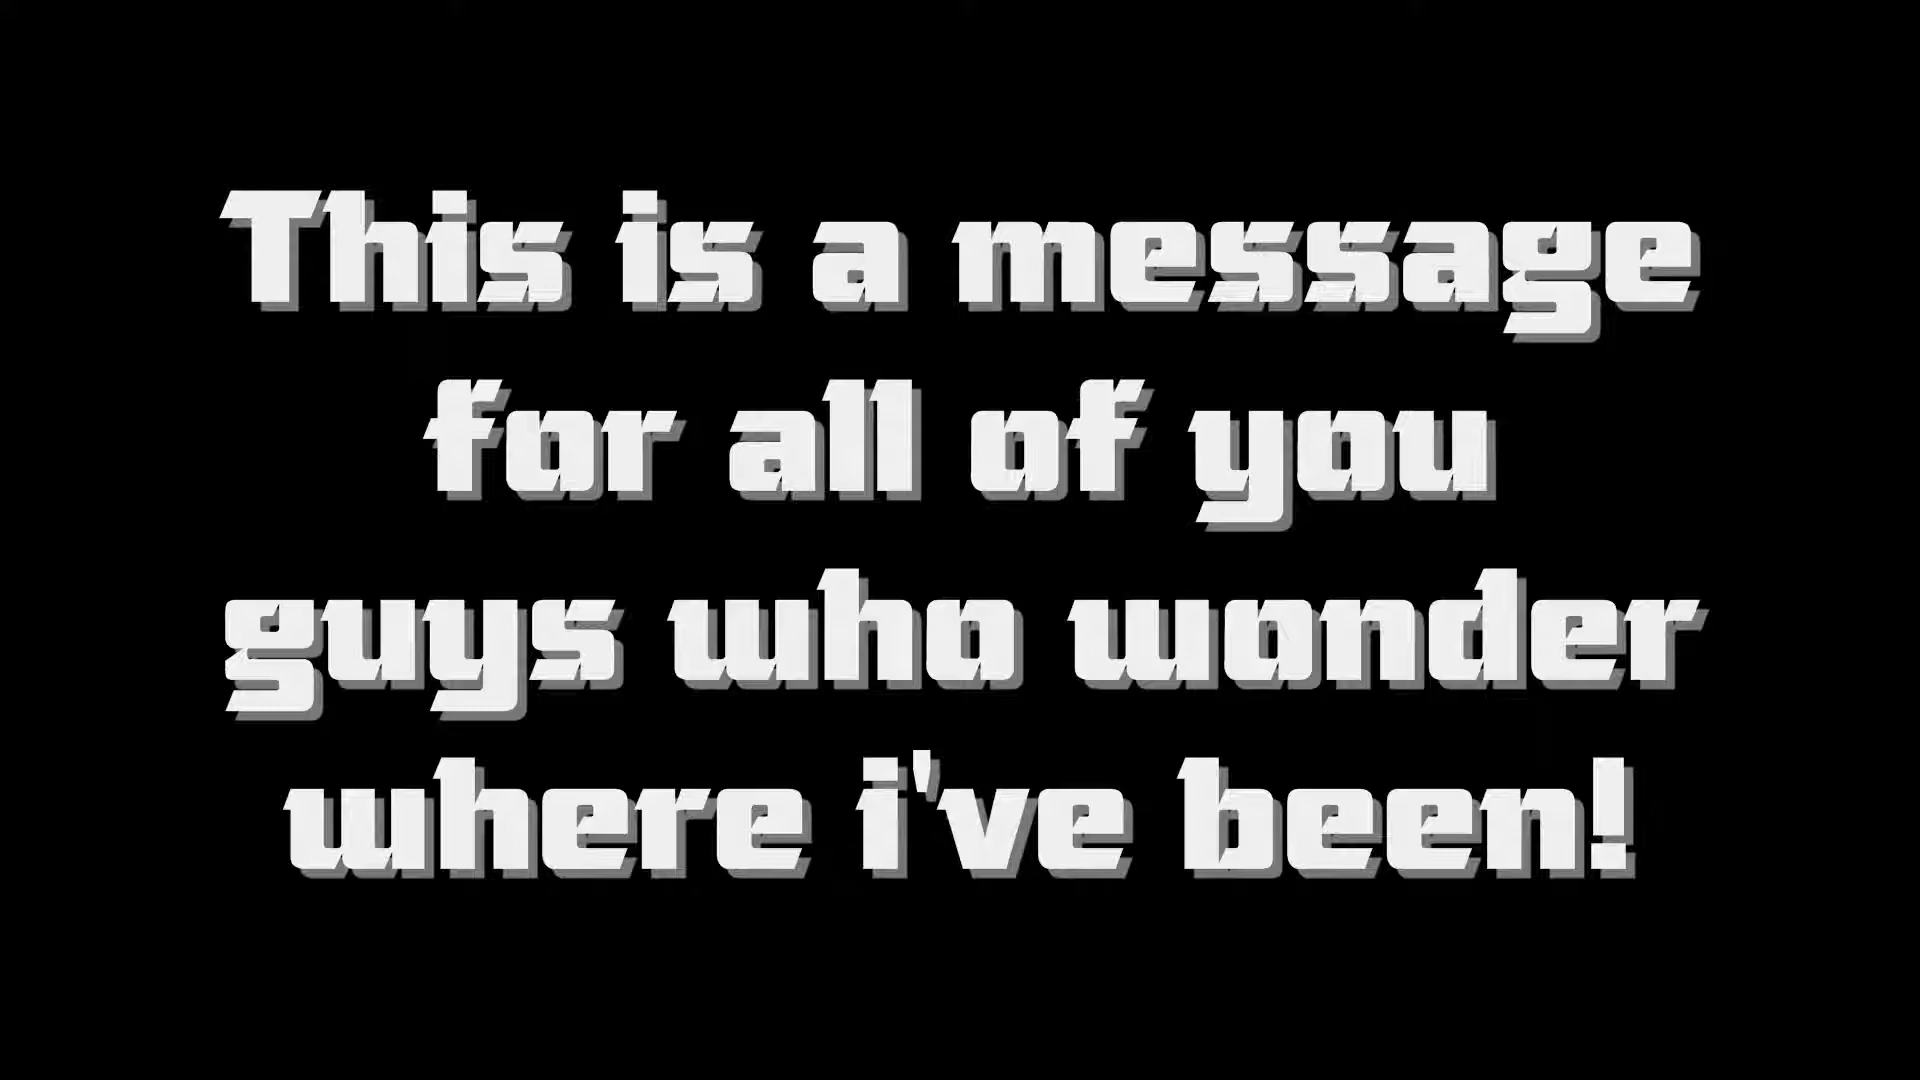 This is a message
for all of you
guys who wonder
where i've been!